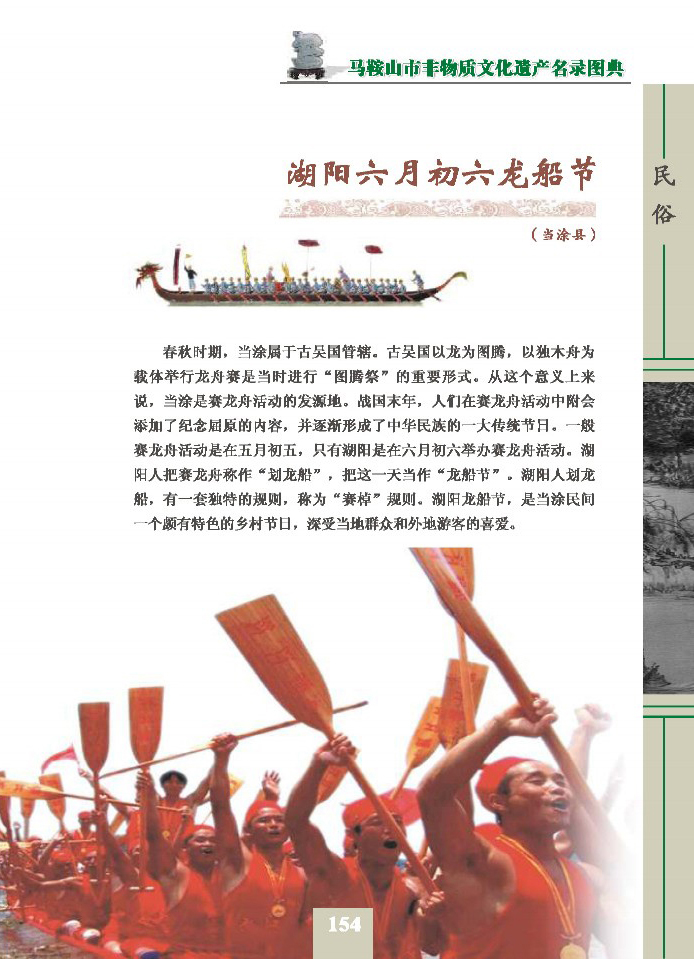 马鞍山市非物质文化遗产名录图典
湖阳六月初六龙船节
（当涂县）
民俗
春秋时期，当涂属于古吴国管辖。古吴国以龙为图腾，以独木舟为
载体举行龙舟赛是当时进行“图腾祭”的重要形式。从这个意义上来
说，当涂是赛龙舟活动的发源地。战国末年，人们在赛龙舟活动中附会
添加了纪念屈原的内容，并逐渐形成了中华民族的一大传统节日。一般
赛龙舟活动是在五月初五，只有湖阳是在六月初六举办赛龙舟活动。湖
阳人把赛龙舟称作“划龙船”，把这一天当作“龙船节”。湖阳人划龙
船，有一套独特的规则，称为“赛棹”规则。湖阳龙船节，是当涂民间
一个颇有特色的乡村节日，深受当地群众和外地游客的喜爱。
154